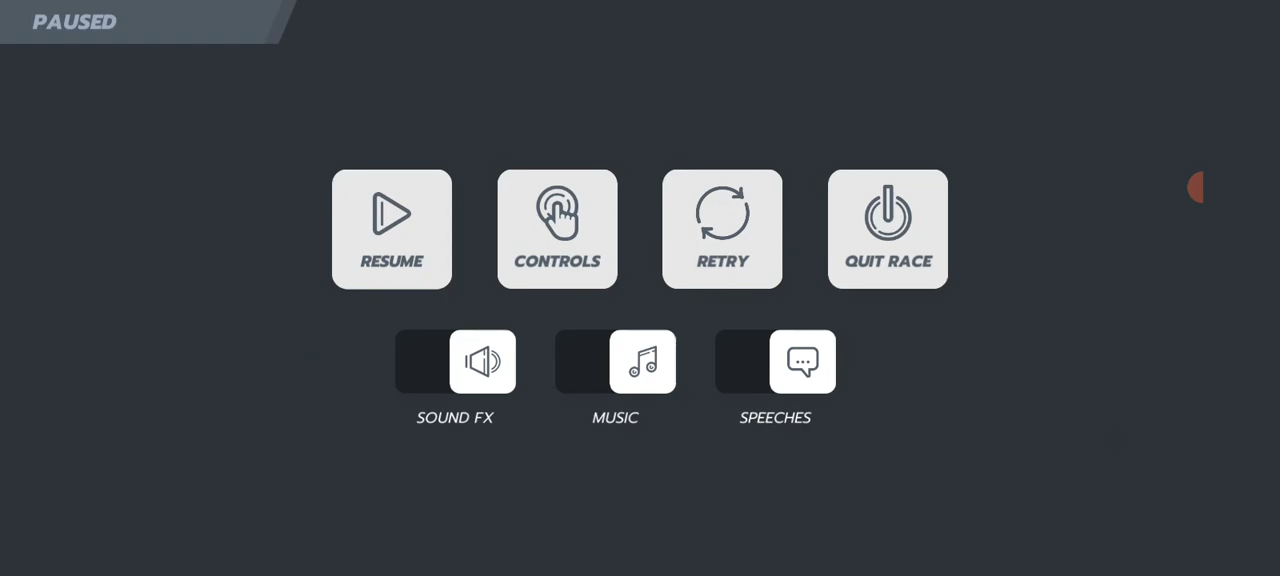 PAUSED
RESUME
CONTROLS
RETRY
QUIT RACE
SOUND FX
MUSIC
SPEECHES